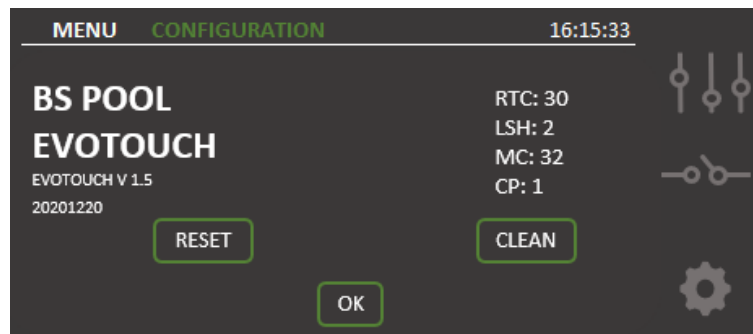 MENU CONFIGURATION 16:15:33
BS POOL
EVOTOUCH
EVOTOUCH V 1.5
20201220
RTC: 30
LSH: 2
MC: 32
CP: 1
RESET CLEAN
OK